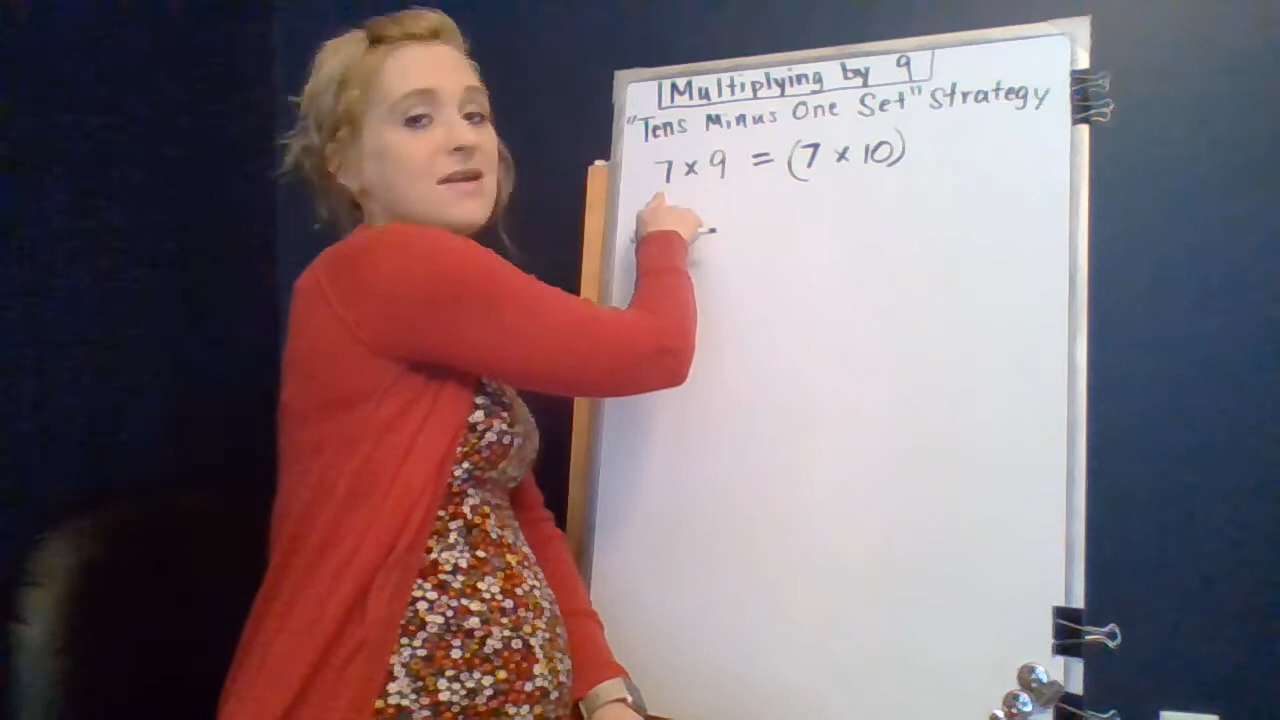 Multiplying by 9
"Tens Minus One Set" Strategy
7 × 9 = (7 × 10)